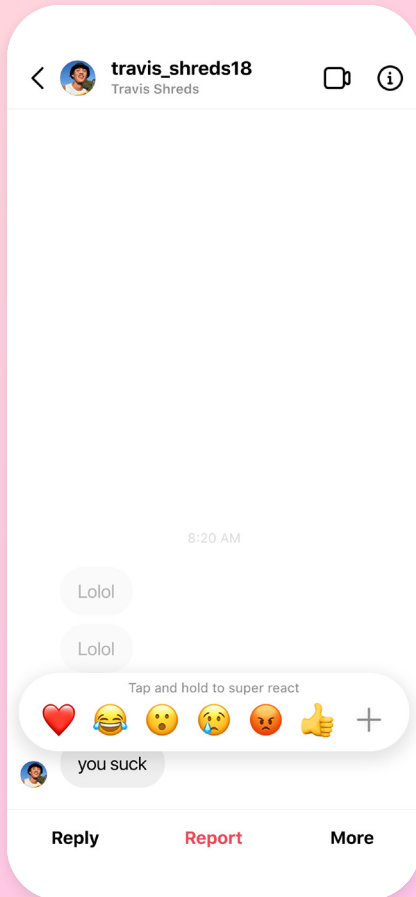 travis_shreds18
Travis Shreds
8:20 AM
Lolol
Lolol
Tap and hold to super react
you suck
Reply Report More